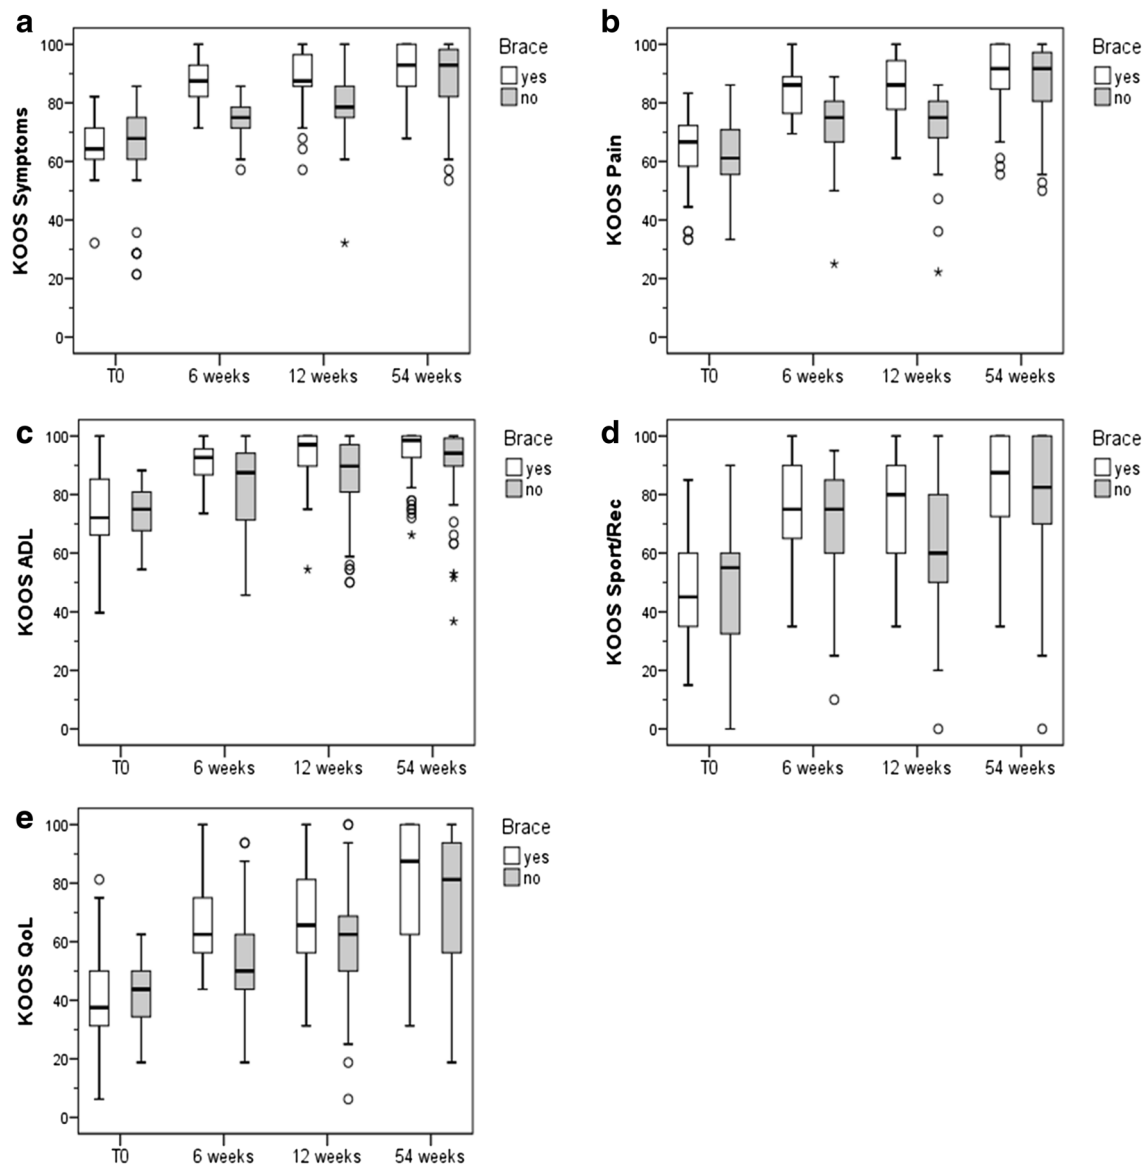 a
KOOS Symptoms
100
80
60
40
20
0
T0 6 weeks 12 weeks 54 weeks
Brace
yes
no
b
KOOS Pain
100
80
60
40
20
0
T0 6 weeks 12 weeks 54 weeks
Brace
yes
no
c
KOOS ADL
100
80
60
40
20
0
T0 6 weeks 12 weeks 54 weeks
Brace
yes
no
d
KOOS Sport/Rec
100
80
60
40
20
0
T0 6 weeks 12 weeks 54 weeks
Brace
yes
no
e
KOOS QoL
100
80
60
40
20
0
T0 6 weeks 12 weeks 54 weeks
Brace
yes
no